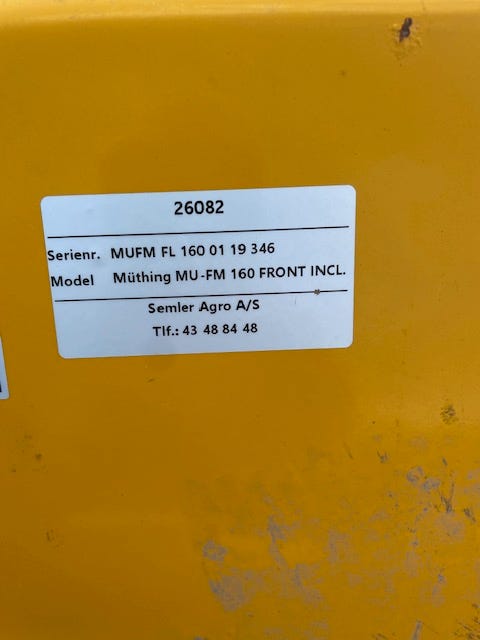 26082
Serienr. MUFM FL 160 01 19 346
Model Müthing MU-FM 160 FRONT INCL.
Semler Agro A/S
Tlf.: 43 48 84 48